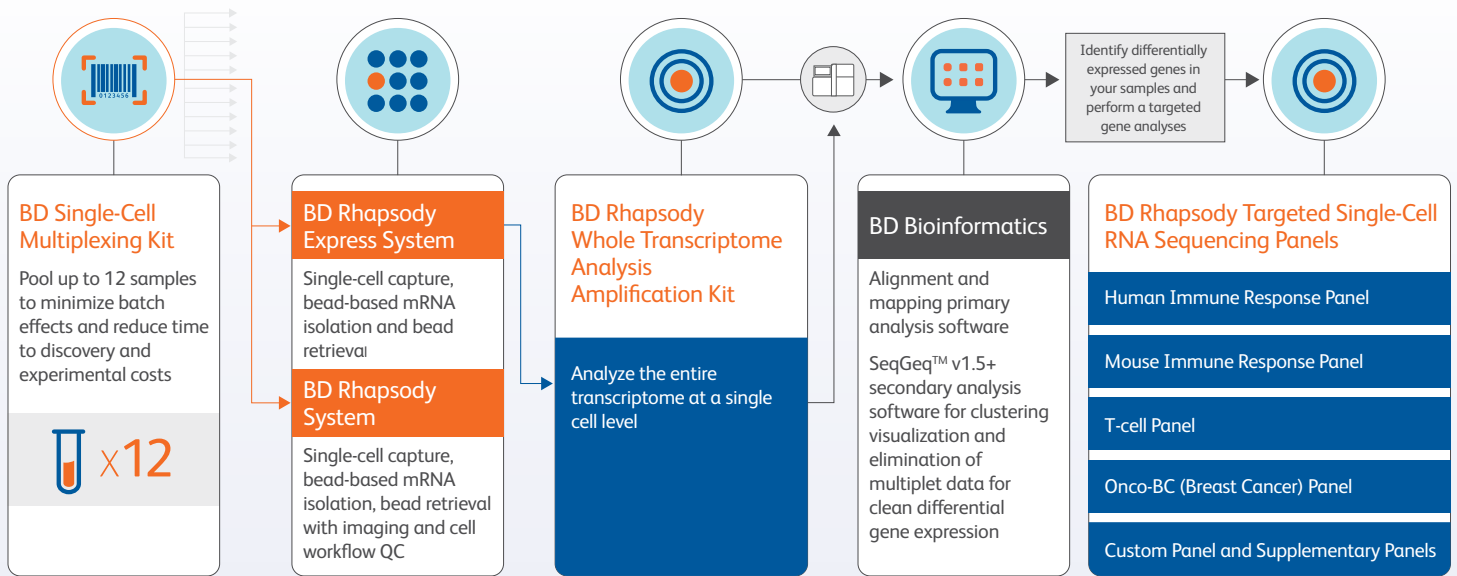 0123456
BD Single-Cell
Multiplexing Kit
Pool up to 12 samples
to minimize batch
effects and reduce time
to discovery and
experimental costs
x12
BD Rhapsody
Express System
Single-cell capture,
bead-based mRNA
isolation and bead
retrieval
BD Rhapsody
System
Single-cell capture,
bead-based mRNA
isolation, bead retrieval
with imaging and cell
workflow QC
BD Rhapsody
Whole Transcriptome
Analysis
Amplification Kit
Analyze the entire
transcriptome at a single
cell level
BD Bioinformatics
Alignment and
mapping primary
analysis software
SeqGeq™ v1.5+
secondary analysis
software for clustering
visualization and
elimination of
multiplet data for
clean differential
gene expression
Identify differentially
expressed genes in
your samples and
perform a targeted
gene analyses
BD Rhapsody Targeted Single-Cell
RNA Sequencing Panels
Human Immune Response Panel
Mouse Immune Response Panel
T-cell Panel
Onco-BC (Breast Cancer) Panel
Custom Panel and Supplementary Panels